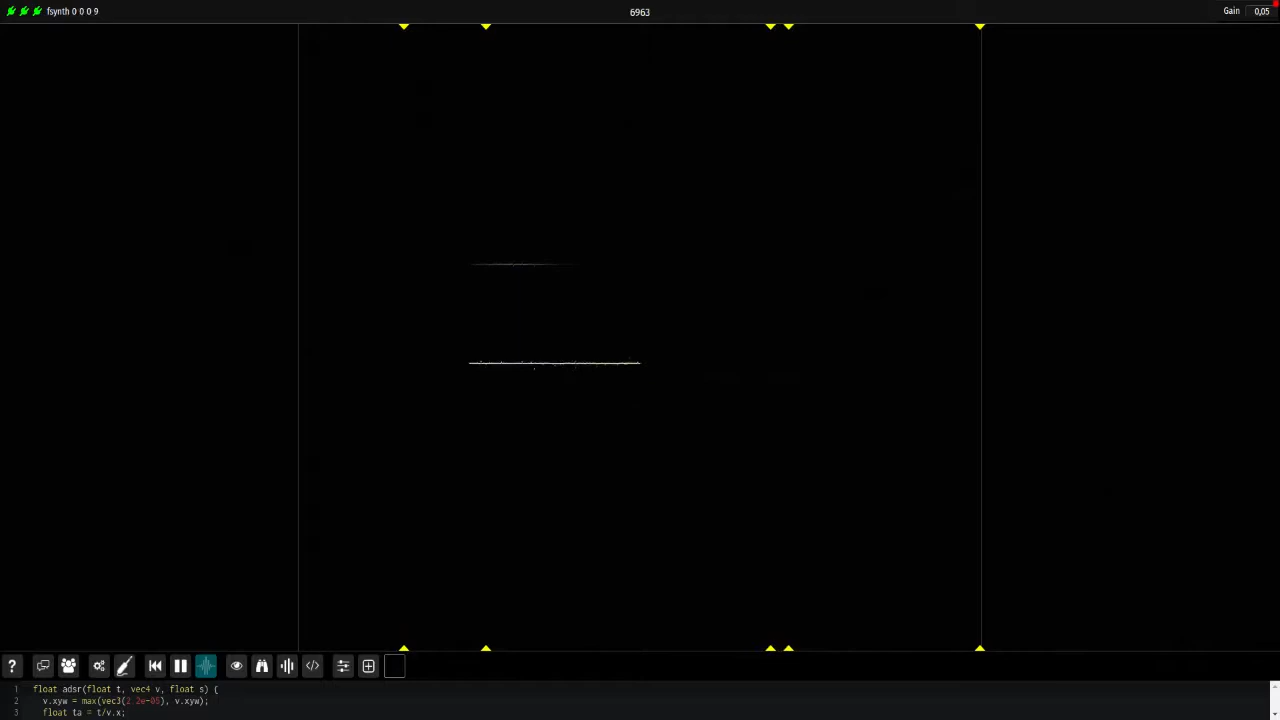 fsynth 0 0 0 9
6963
Gain 0,05
? </>
1 float adsr(float t, vec4 v, float s) {
2 v.xyw = max(vec3(2.2e-05), v.xyw);
3 float ta = t/v.x;